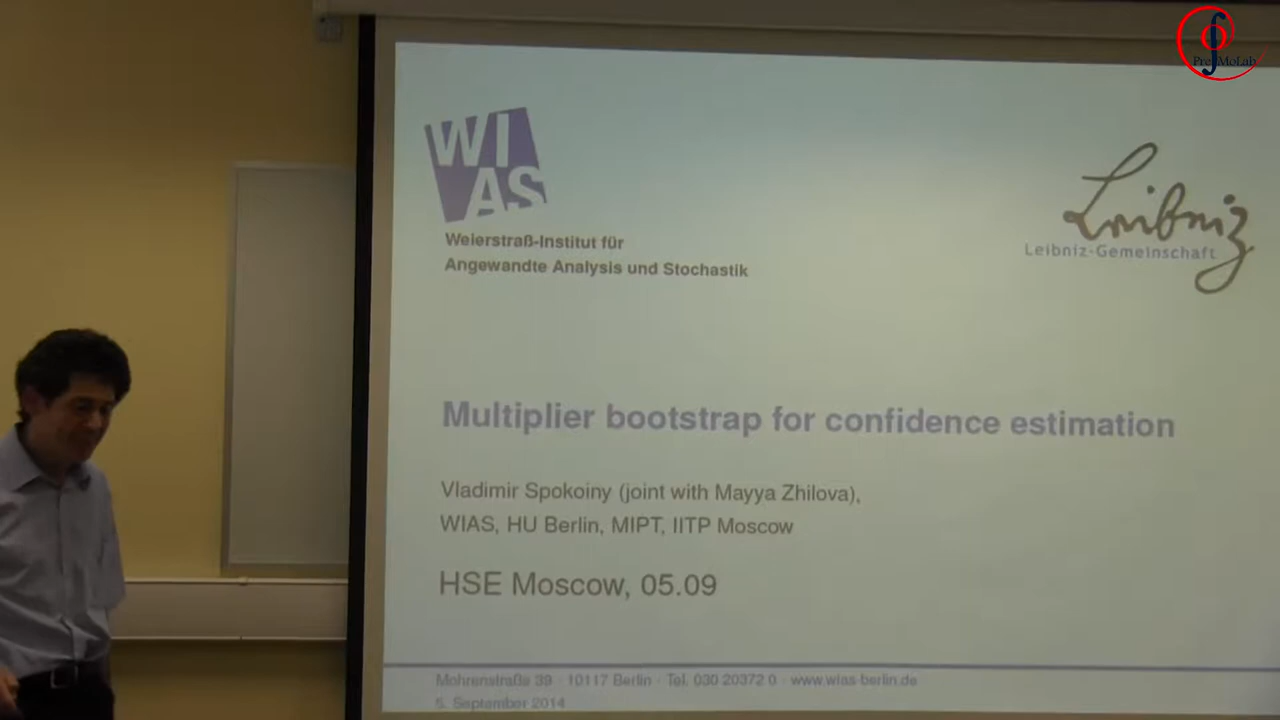 PreMoLab
WI
AS
Leibniz
Weierstraß-Institut für
Angewandte Analysis und Stochastik
Leibniz-Gemeinschaft
Multiplier bootstrap for confidence estimation
Vladimir Spokoiny (joint with Mayya Zhilova),
WIAS, HU Berlin, MIPT, IITP Moscow
HSE Moscow, 05.09
Mohrenstraße 39 · 10117 Berlin · Tel. 030 20372 0 · www.wias-berlin.de
5. September 2014